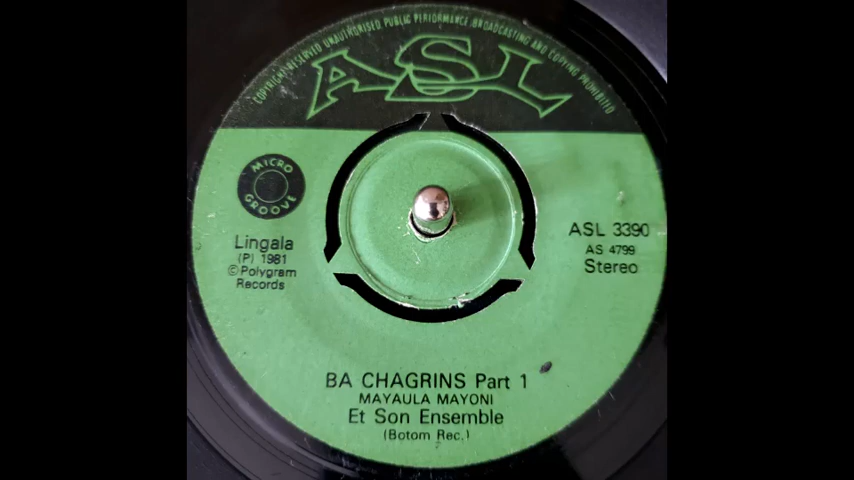 COPYRIGHT RESERVED UNAUTHORISED PUBLIC PERFORMANCE BROADCASTING AND COPYING PROHIBITED
ASL
MICRO
GROOVE
Lingala
(P) 1981
©Polygram
Records
ASL 3390
AS 4799
Stereo
BA CHAGRINS Part 1
MAYAULA MAYONI
Et Son Ensemble
(Botom Rec.)